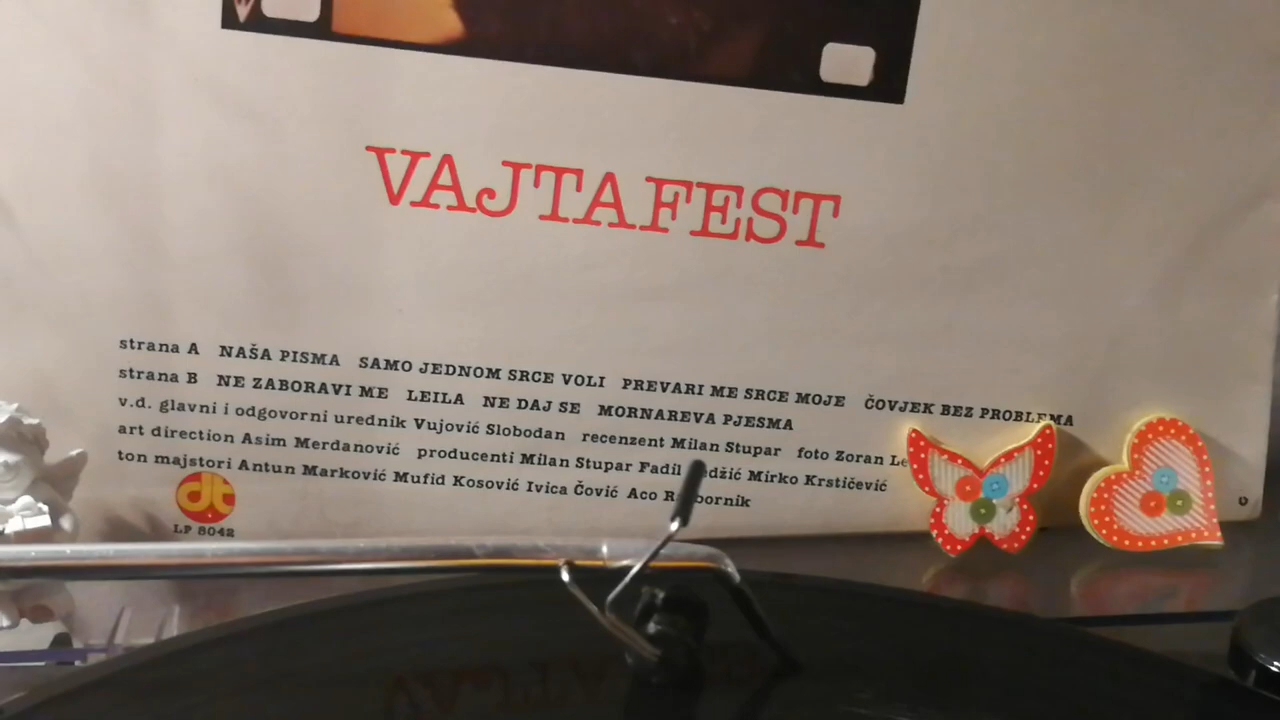 VAJTAFEST
strana A NAŠA PISMA SAMO JEDNOM SRCE VOLI PREVARI ME SRCE MOJE ČOVJEK BEZ PROBLEMA
strana B NE ZABORAVI ME LEILA NE DAJ SE MORNAREVA PJESMA
v.d. glavni i odgovorni urednik Vujović Slobodan recenzent Milan Stupar foto Zoran
art direction Asim Merdanović producenti Milan Stupar Fadil Mirko Krstičević
ton majstori Antun Marković Mufid Kosović Ivica Čović Aco
dt
LP 8042